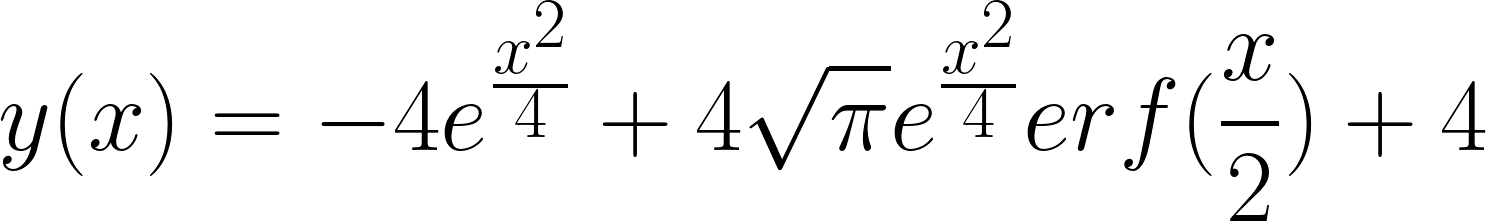 y(x) = -4e^{\frac{x^2}{4}} + 4\sqrt{\pi}e^{\frac{x^2}{4}}erf(\frac{x}{2}) + 4